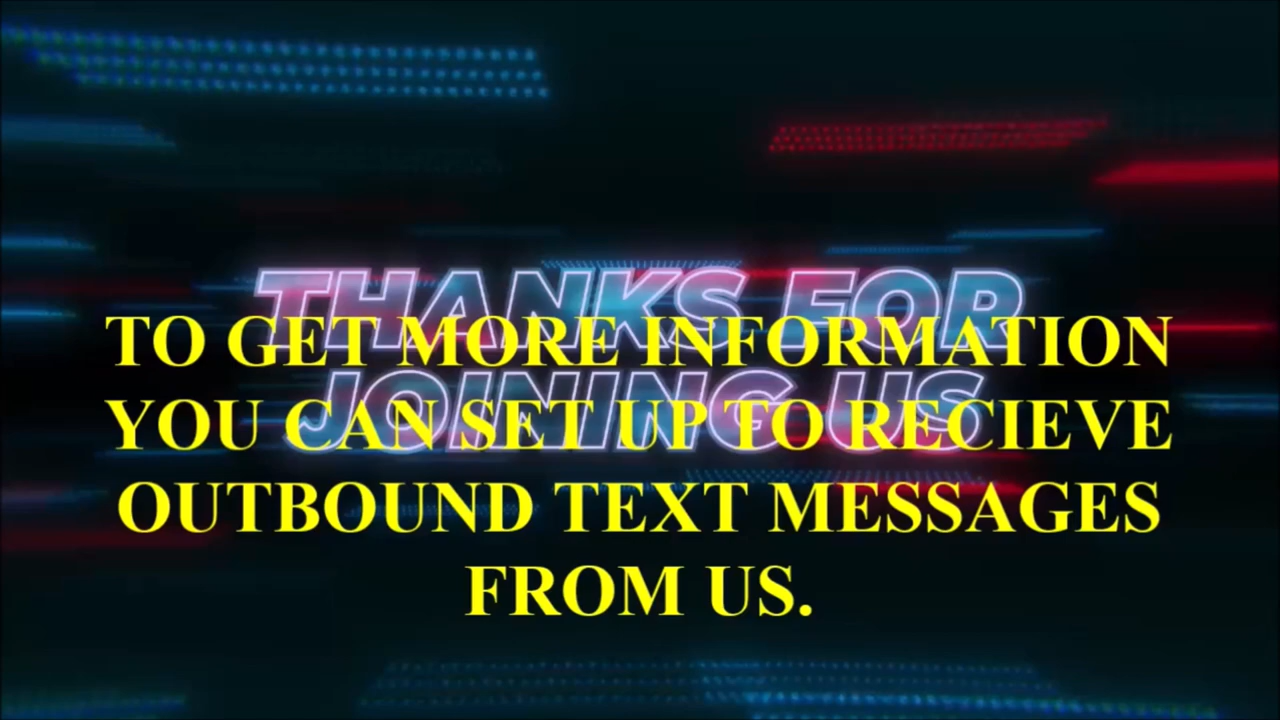 THANKS FOR
JOINING US
TO GET MORE INFORMATION
YOU CAN SET UP TO RECIEVE
OUTBOUND TEXT MESSAGES
FROM US.